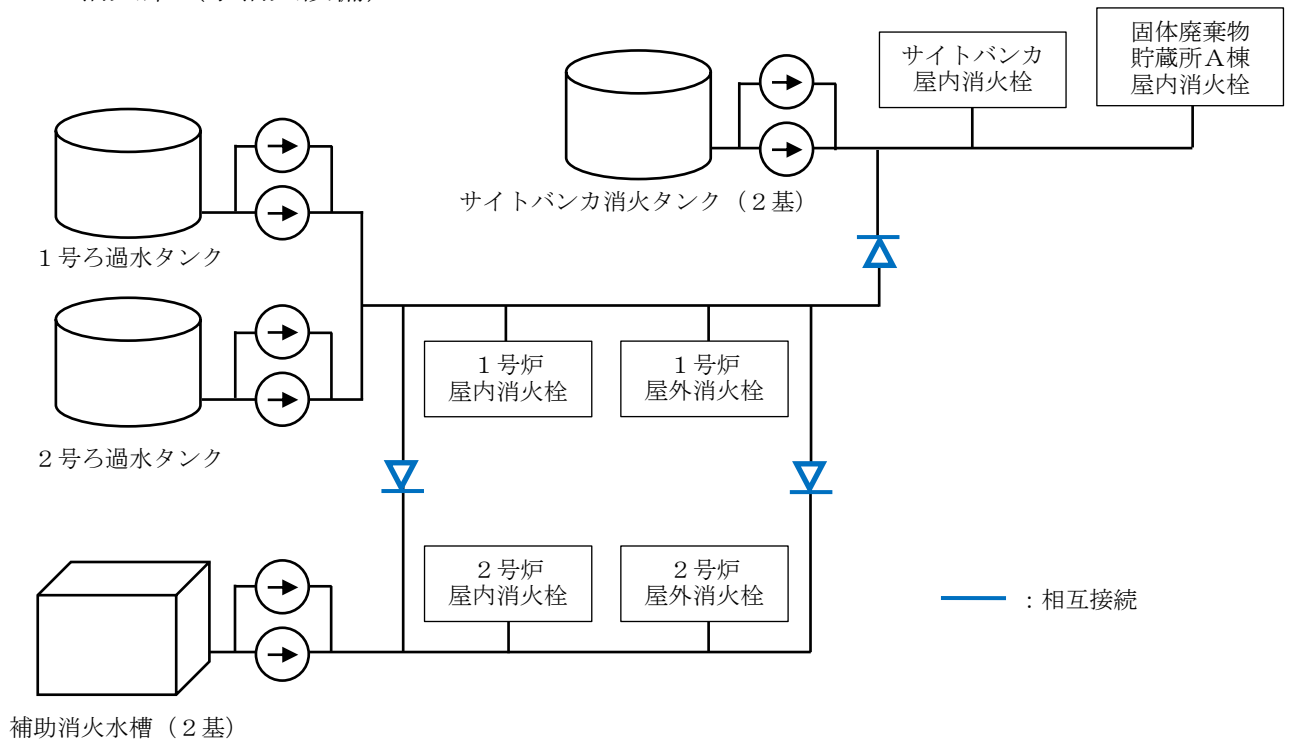 固体廃棄物
貯蔵所Ａ棟
屋内消火栓
サイトバンカ
屋内消火栓
サイトバンカ消火タンク（２基）
１号ろ過水タンク
１号炉
屋内消火栓
１号炉
屋外消火栓
２号ろ過水タンク
２号炉
屋内消火栓
２号炉
屋外消火栓
：相互接続
補助消火水槽（２基）